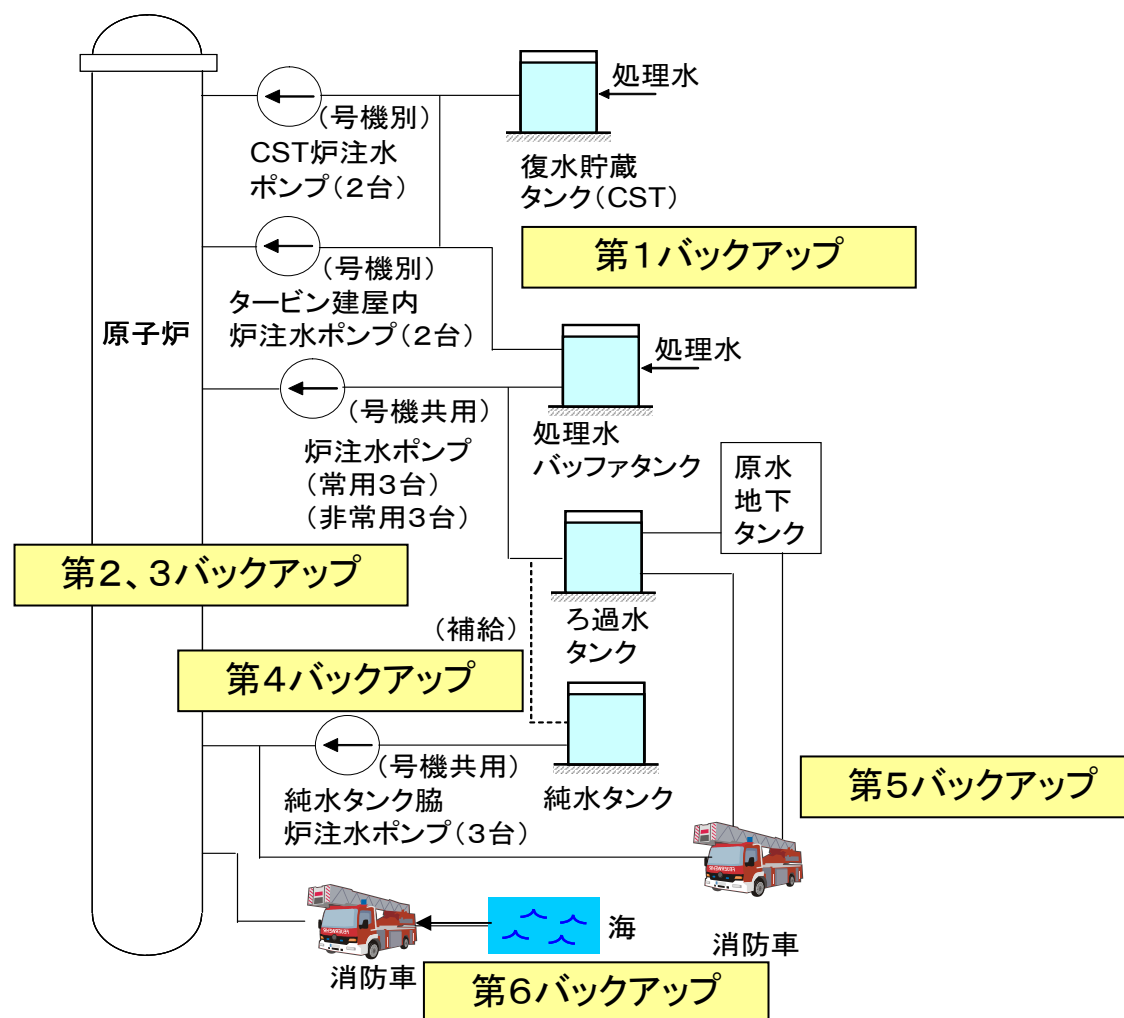 処理水
(号機別)
CST炉注水
ポンプ(2台)
復水貯蔵
タンク(CST)
第1バックアップ
(号機別)
タービン建屋内
炉注水ポンプ(2台)
原子炉
処理水
(号機共用)
炉注水ポンプ
(常用3台)
(非常用3台)
処理水
バッファタンク
原水
地下
タンク
第2、3バックアップ
ろ過水
タンク
(補給)
第4バックアップ
(号機共用)
純水タンク脇
炉注水ポンプ(3台)
純水タンク
第5バックアップ
消防車
海
消防車
第6バックアップ